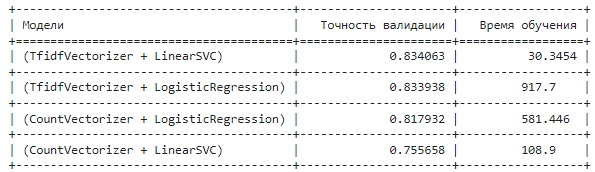 Модели Точность валидации Время обучения
(TfidfVectorizer + LinearSVC) 0.834063 30.3454
(TfidfVectorizer + LogisticRegression) 0.833938 917.7
(CountVectorizer + LogisticRegression) 0.817932 581.446
(CountVectorizer + LinearSVC) 0.755658 108.9